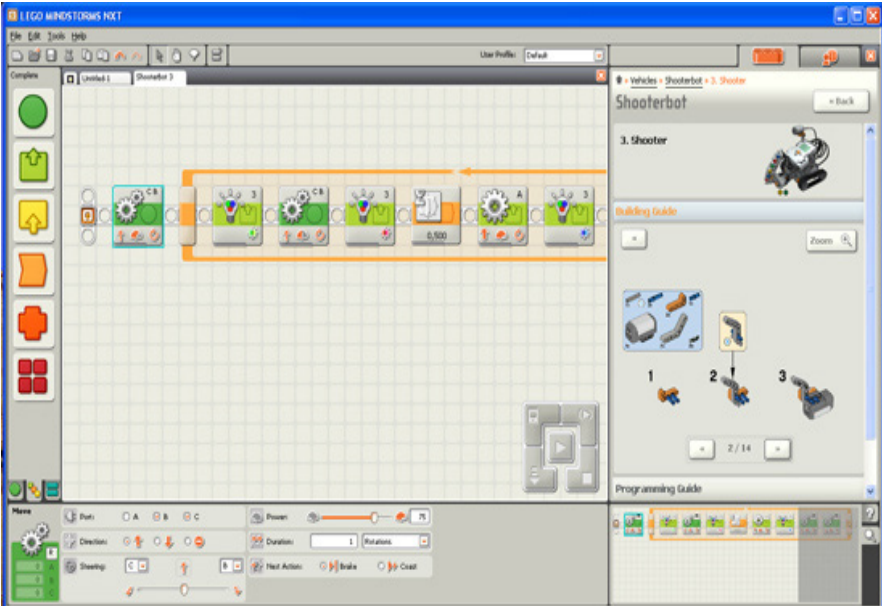 LEGO MINDSTORMS NXT
File Edit Tools Help
User Profile: Default
Complete
Untitled-1 Shooterbot 3
» Vehicles » Shooterbot » 3. Shooter
Shooterbot
« Back
3. Shooter
Building Guide
Zoom
C B 3 C B 3 A 3
0,500
1 2 3
« 2 / 14 »
Programming Guide
Move
Port: A B C
Power: 75
Direction:
Duration: 1 Rotations
Steering: C B
Next Action: Brake Coast
A
B
C
?